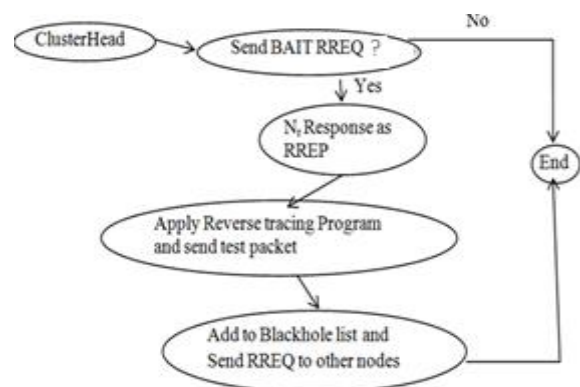 ClusterHead
Send BAIT RREQ ?
No
Yes
Nr Response as
RREP
End
Apply Reverse tracing Program
and send test packet
Add to Blackhole list and
Send RREQ to other nodes